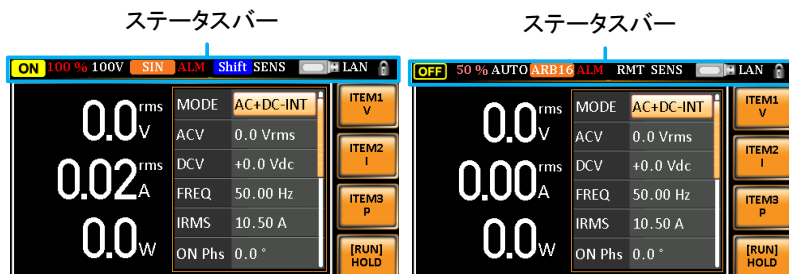 ステータスバー
ON 100 % 100V SIN ALM Shift SENS LAN
0.0 rms V
0.02 rms A
0.0 W
MODE AC+DC-INT
ACV 0.0 Vrms
DCV +0.0 Vdc
FREQ 50.00 Hz
IRMS 10.50 A
ON Phs 0.0 °
ITEM1
V
ITEM2
I
ITEM3
P
[RUN]
HOLD
ステータスバー
OFF 50 % AUTO ARB16 ALM RMT SENS LAN
0.0 rms V
0.00 rms A
0.0 W
MODE AC+DC-INT
ACV 0.0 Vrms
DCV +0.0 Vdc
FREQ 50.00 Hz
IRMS 10.50 A
ON Phs 0.0 °
ITEM1
V
ITEM2
I
ITEM3
P
[RUN]
HOLD